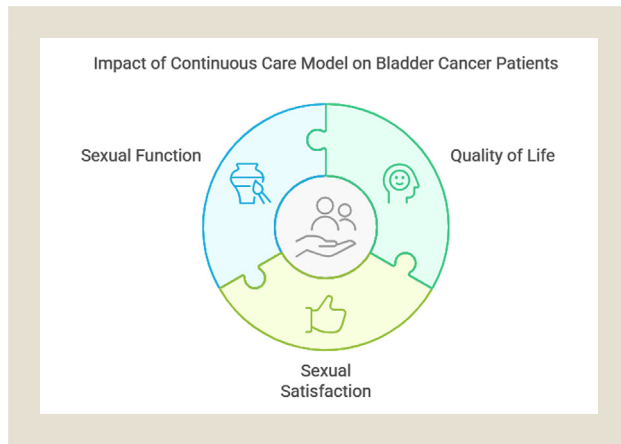 Impact of Continuous Care Model on Bladder Cancer Patients
Sexual Function
Quality of Life
Sexual
Satisfaction